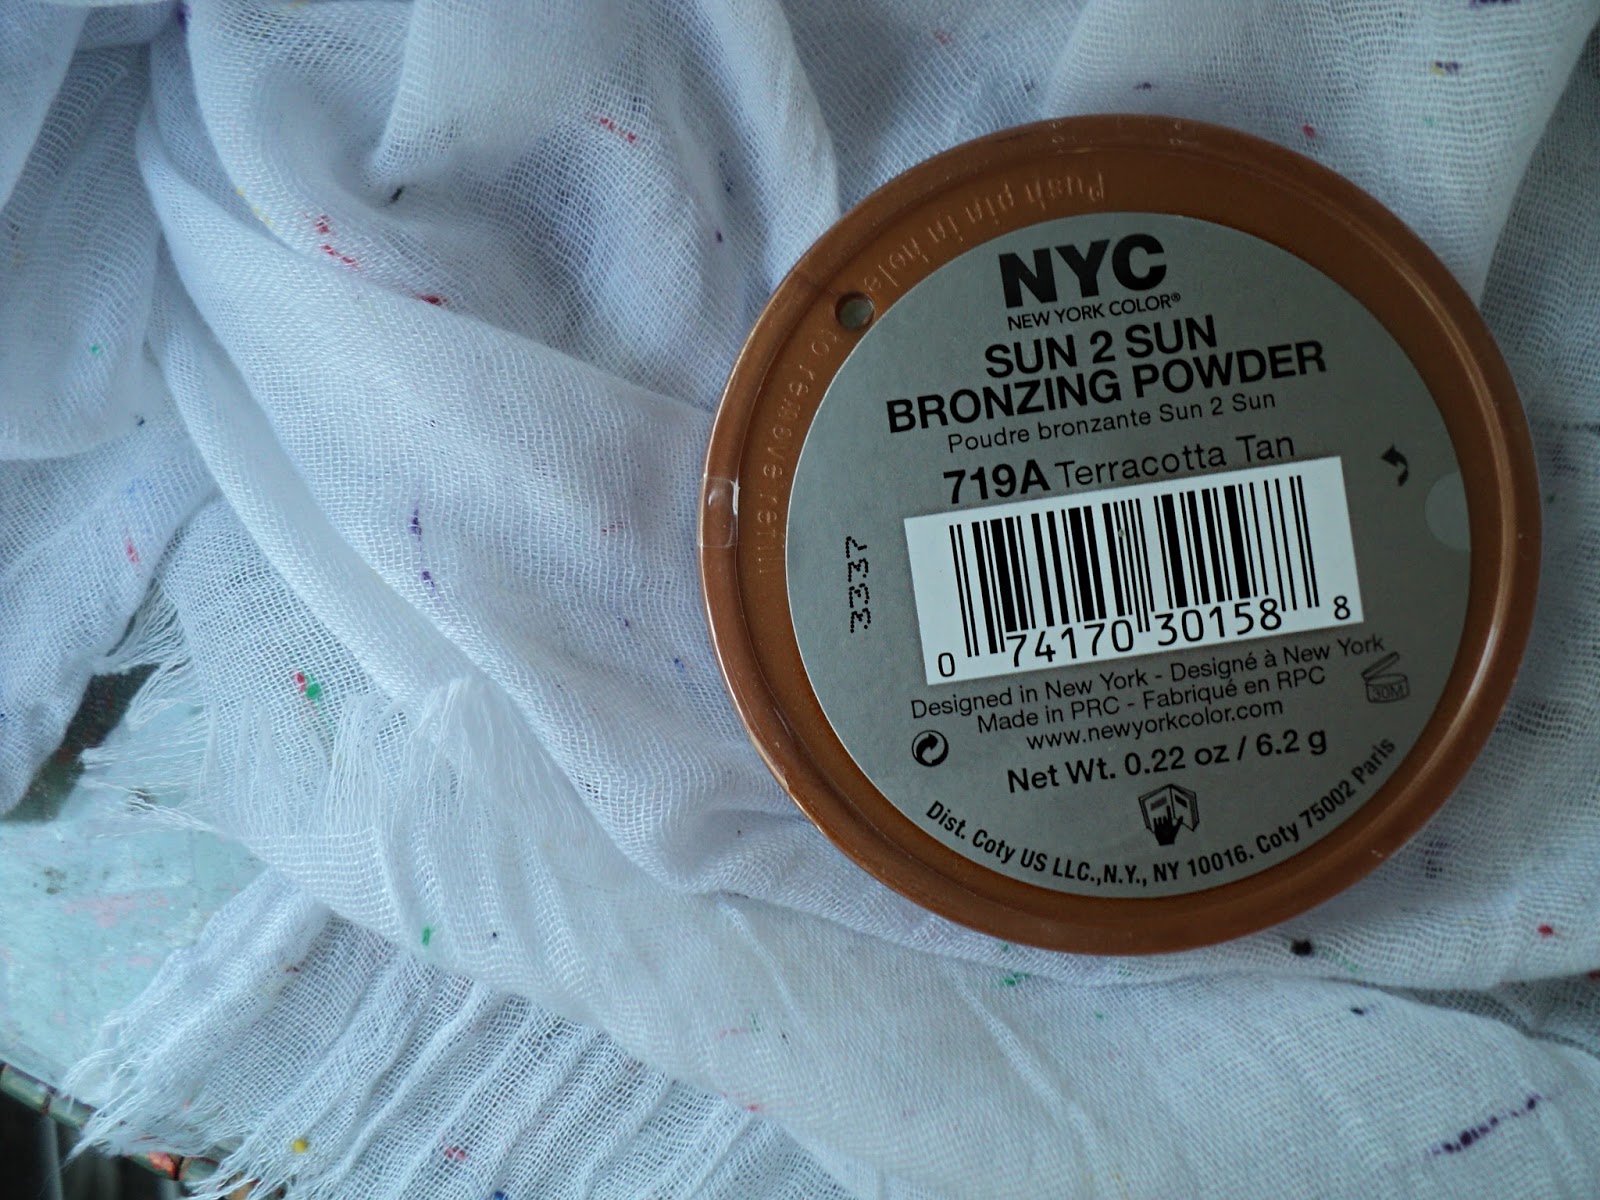 Push pin in hole
to remove refill
NYC
NEW YORK COLOR®
SUN 2 SUN
BRONZING POWDER
Poudre bronzante Sun 2 Sun
719A Terracotta Tan
3337
0 74170 30158 8
Designed in New York - Designé à New York
Made in PRC - Fabriqué en RPC
www.newyorkcolor.com
30M
Net Wt. 0.22 oz / 6.2 g
Dist. Coty US LLC.,N.Y., NY 10016. Coty 75002 Paris